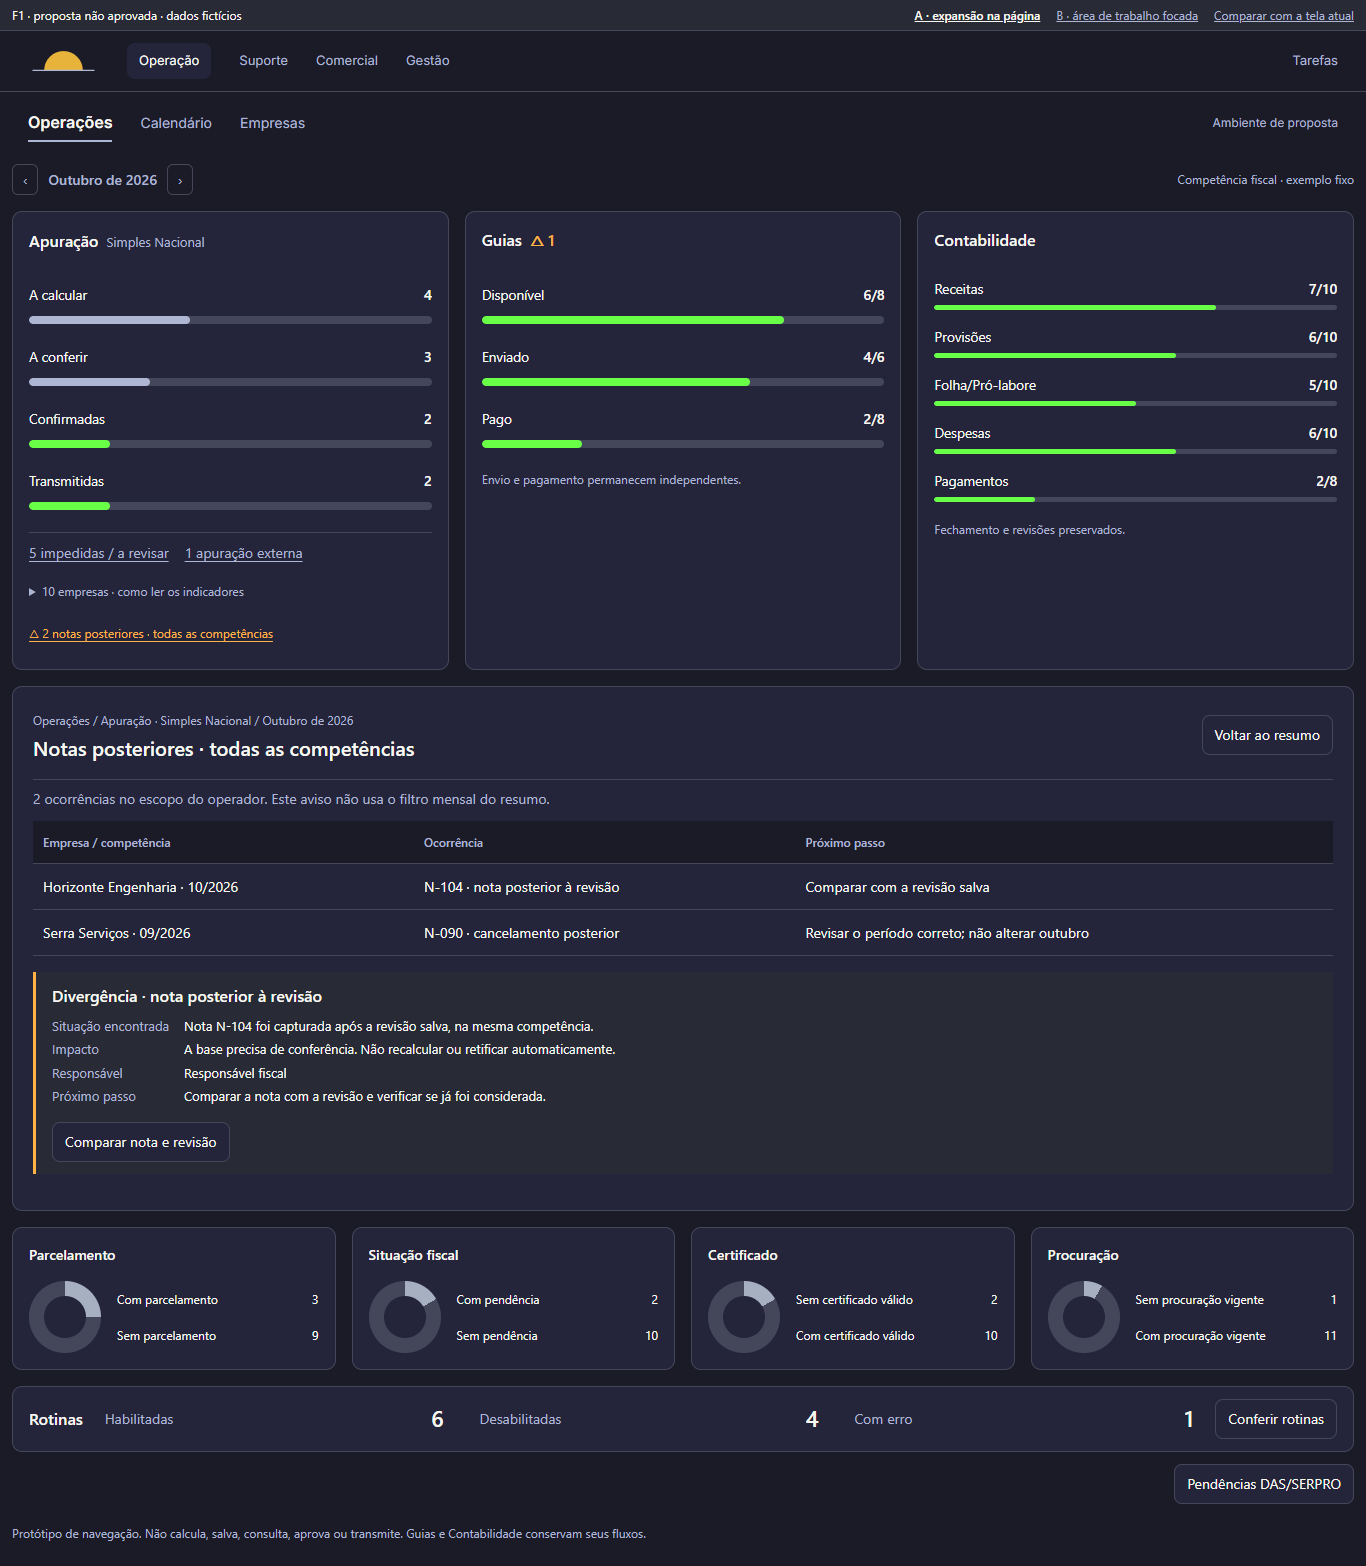 F1 · proposta não aprovada · dados fictícios
A · expansão na página
B · área de trabalho focada
Comparar com a tela atual
Operação
Suporte
Comercial
Gestão
Tarefas
Operações
Calendário
Empresas
Ambiente de proposta
‹
Outubro de 2026
›
Competência fiscal · exemplo fixo
Apuração Simples Nacional
A calcular 4
A conferir 3
Confirmadas 2
Transmitidas 2
5 impedidas / a revisar
1 apuração externa
▶ 10 empresas · como ler os indicadores
△ 2 notas posteriores · todas as competências
Guias △ 1
Disponível 6/8
Enviado 4/6
Pago 2/8
Envio e pagamento permanecem independentes.
Contabilidade
Receitas 7/10
Provisões 6/10
Folha/Pró-labore 5/10
Despesas 6/10
Pagamentos 2/8
Fechamento e revisões preservados.
Operações / Apuração · Simples Nacional / Outubro de 2026
Notas posteriores · todas as competências
Voltar ao resumo
2 ocorrências no escopo do operador. Este aviso não usa o filtro mensal do resumo.
Empresa / competência Ocorrência Próximo passo
Horizonte Engenharia · 10/2026 N-104 · nota posterior à revisão Comparar com a revisão salva
Serra Serviços · 09/2026 N-090 · cancelamento posterior Revisar o período correto; não alterar outubro
Divergência · nota posterior à revisão
Situação encontrada Nota N-104 foi capturada após a revisão salva, na mesma competência.
Impacto A base precisa de conferência. Não recalcular ou retificar automaticamente.
Responsável Responsável fiscal
Próximo passo Comparar a nota com a revisão e verificar se já foi considerada.
Comparar nota e revisão
Parcelamento
Com parcelamento 3
Sem parcelamento 9
Situação fiscal
Com pendência 2
Sem pendência 10
Certificado
Sem certificado válido 2
Com certificado válido 10
Procuração
Sem procuração vigente 1
Com procuração vigente 11
Rotinas Habilitadas 6 Desabilitadas 4 Com erro 1 Conferir rotinas
Pendências DAS/SERPRO
Protótipo de navegação. Não calcula, salva, consulta, aprova ou transmite. Guias e Contabilidade conservam seus fluxos.